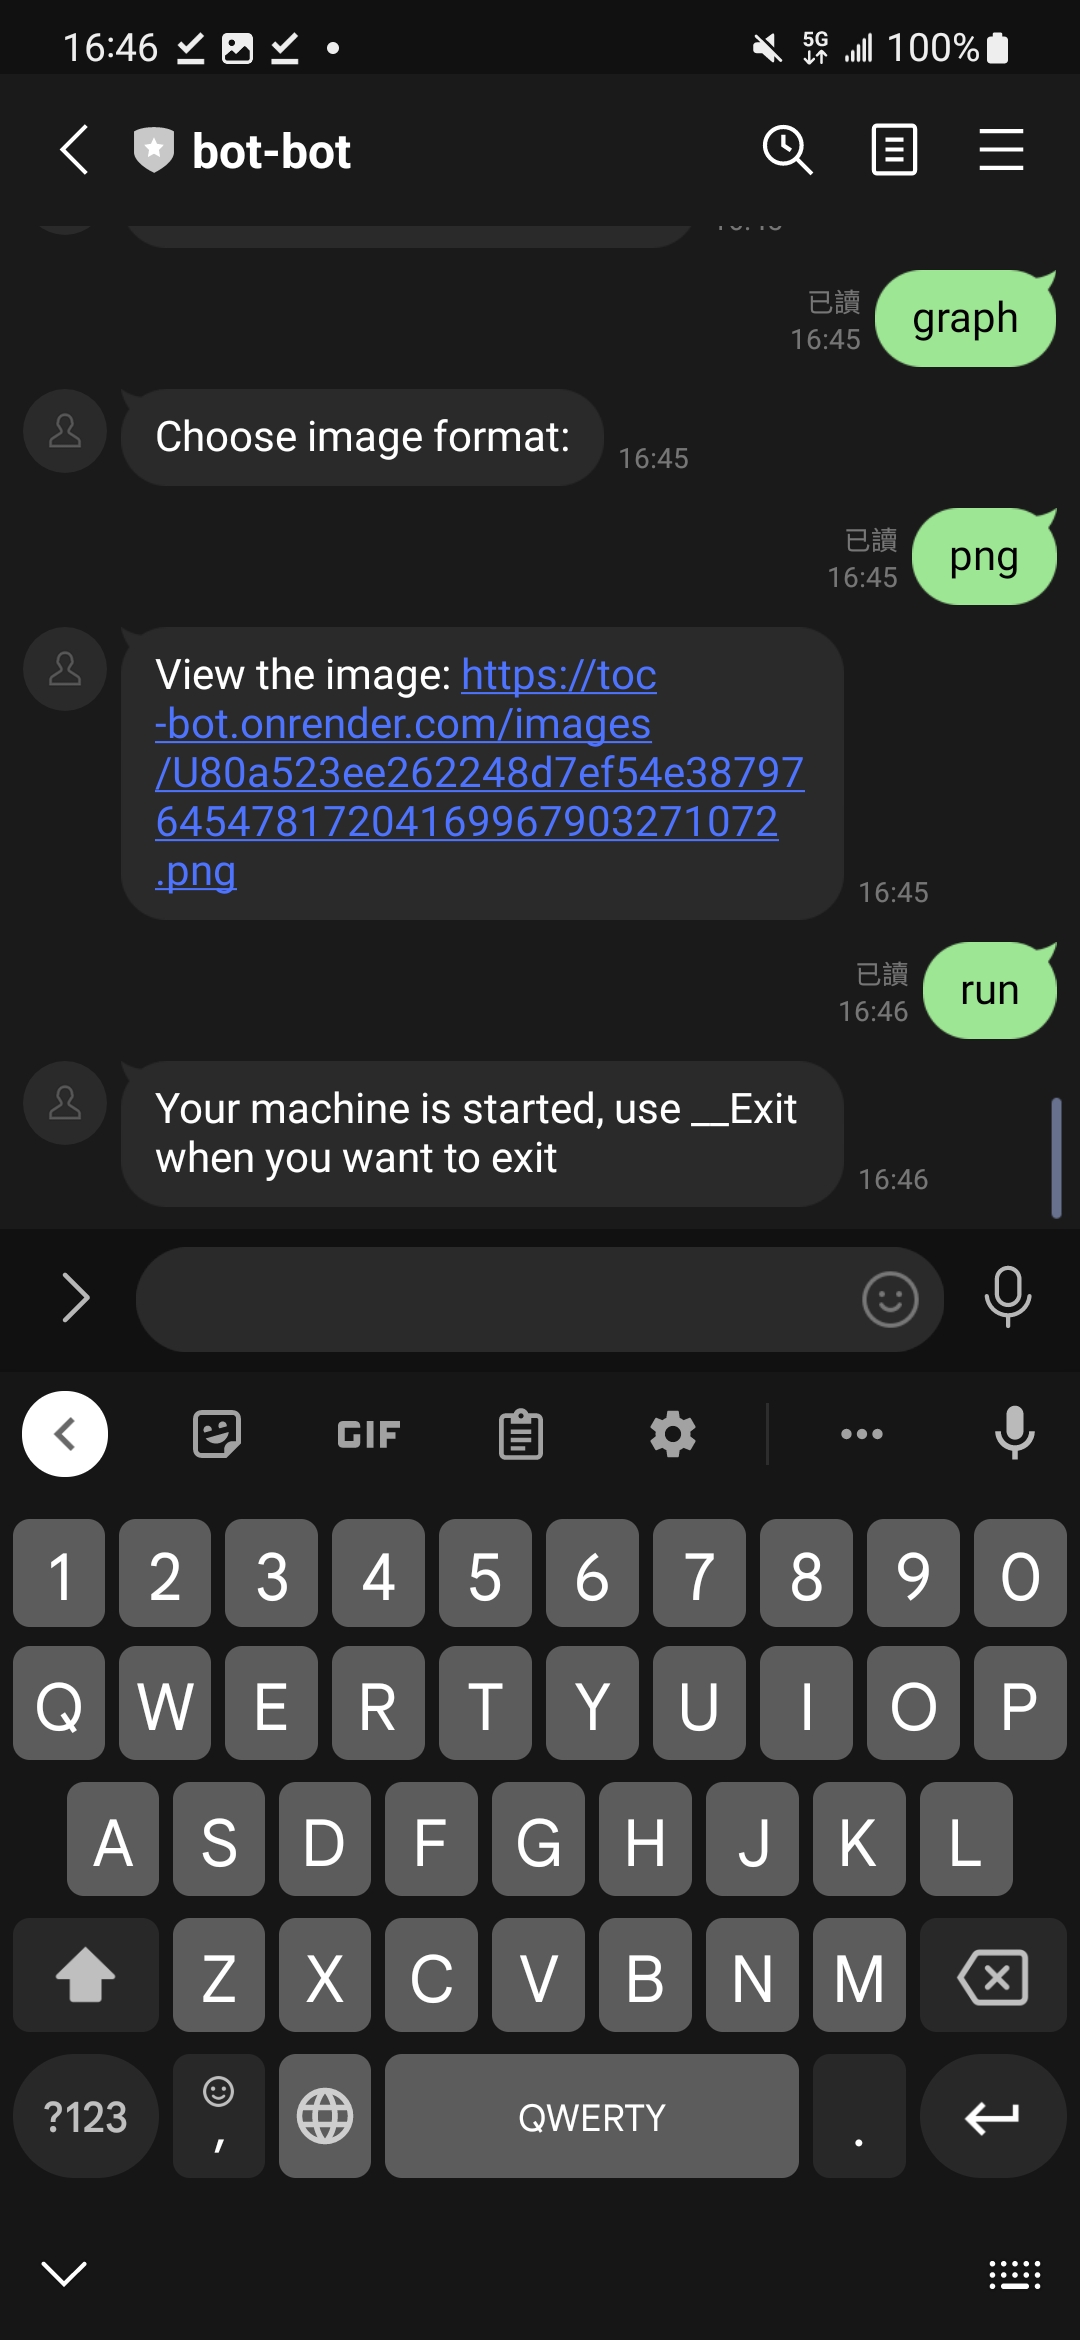 16:46
5G
100%
bot-bot
已讀
16:45
graph
Choose image format:
16:45
已讀
16:45
png
View the image: https://toc
-bot.onrender.com/images
/U80a523ee262248d7ef54e38797
6454781720416996790327​1072
.png
16:45
已讀
16:46
run
Your machine is started, use __Exit
when you want to exit
16:46
GIF
1 2 3 4 5 6 7 8 9 0
Q W E R T Y U I O P
A S D F G H J K L
Z X C V B N M
?123 , QWERTY .